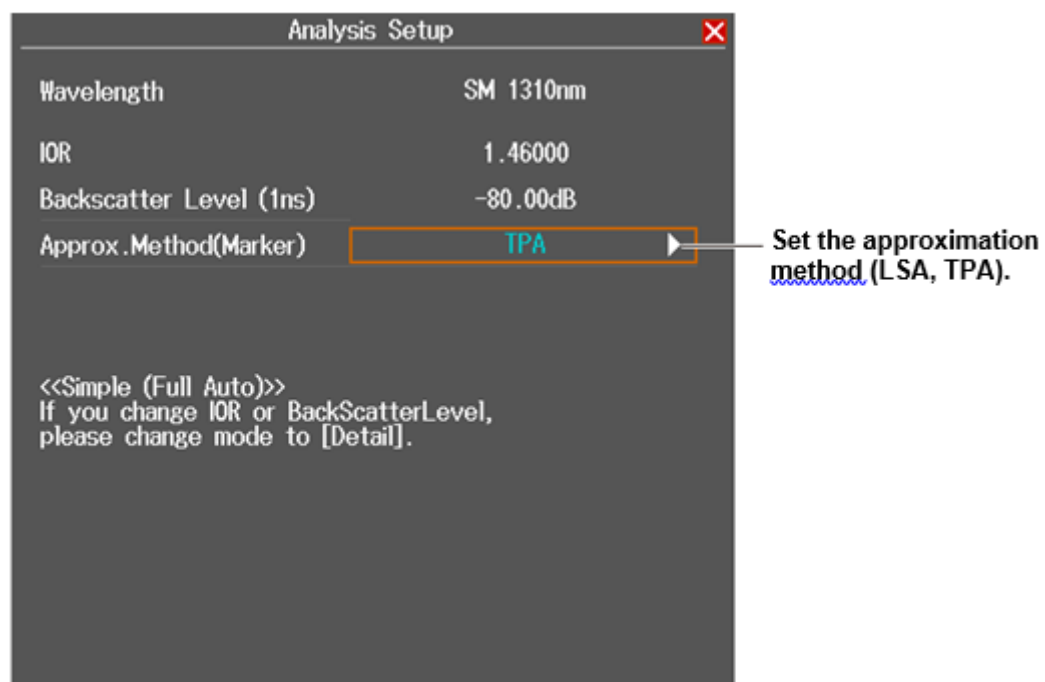 Analysis Setup
Wavelength SM 1310nm
IOR 1.46000
Backscatter Level (1ns) -80.00dB
Approx.Method(Marker) TPA
Set the approximation
method (LSA, TPA).
<<Simple (Full Auto)>>
If you change IOR or BackScatterLevel,
please change mode to [Detail].